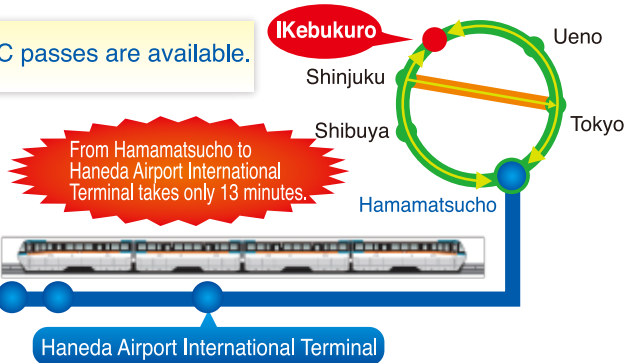 C passes are available.
IKebukuro
Ueno
Shinjuku
Shibuya
Tokyo
From Hamamatsucho to
Haneda Airport International
Terminal takes only 13 minutes.
Hamamatsucho
Haneda Airport International Terminal